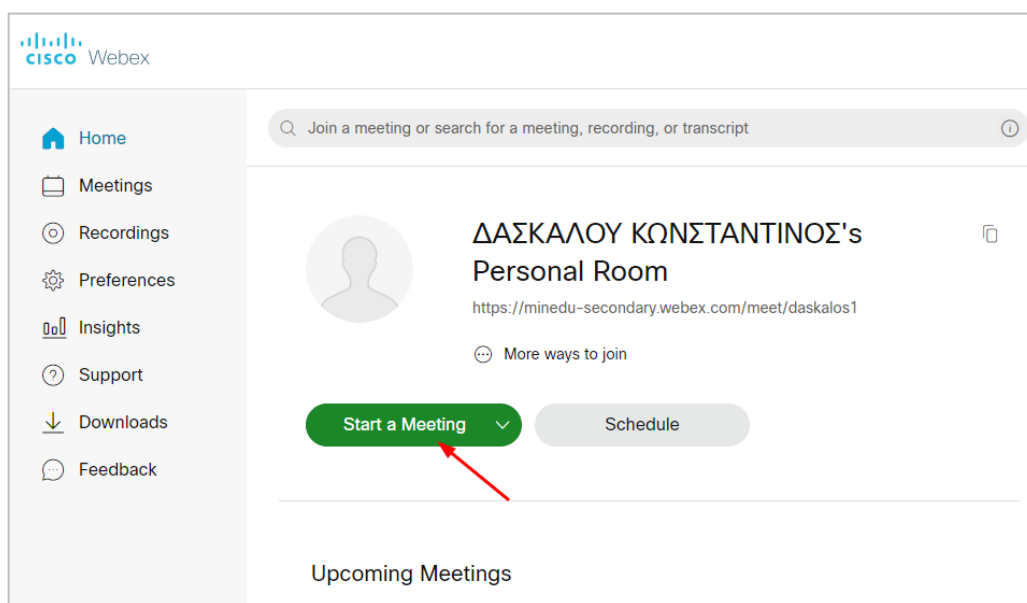 CISCO Webex
Home
Meetings
Recordings
Preferences
Insights
Support
Downloads
Feedback
Join a meeting or search for a meeting, recording, or transcript
ΔΑΣΚΑΛΟΥ ΚΩΝΣΤΑΝΤΙΝΟΣ's
Personal Room
https://minedu-secondary.webex.com/meet/daskalos1
More ways to join
Start a Meeting
Schedule
Upcoming Meetings